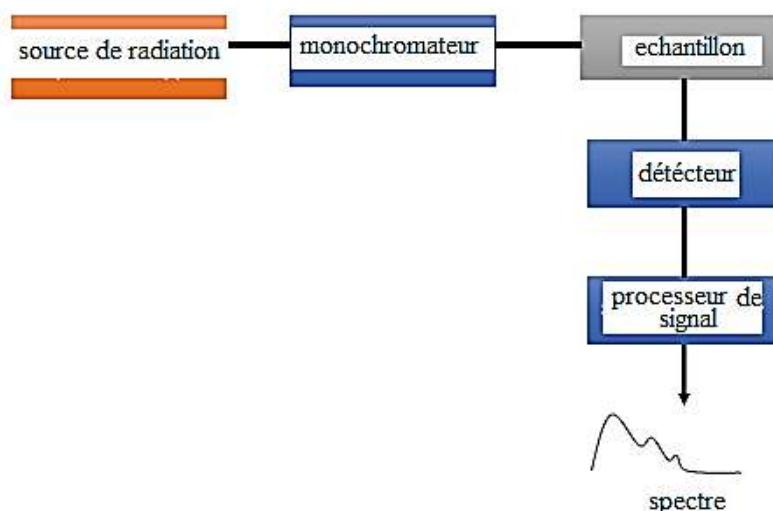 source de radiation
monochromateur
echantillon
détécteur
processeur de
signal
spectre